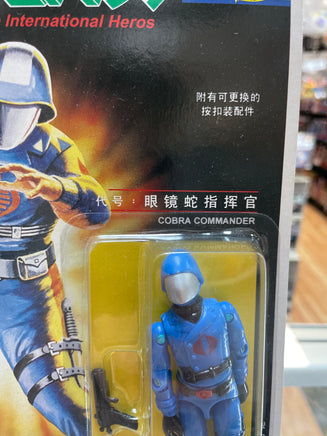 International Heros
附有可更换的
按扣装配件
代号：眼镜蛇指挥官
COBRA COMMANDER